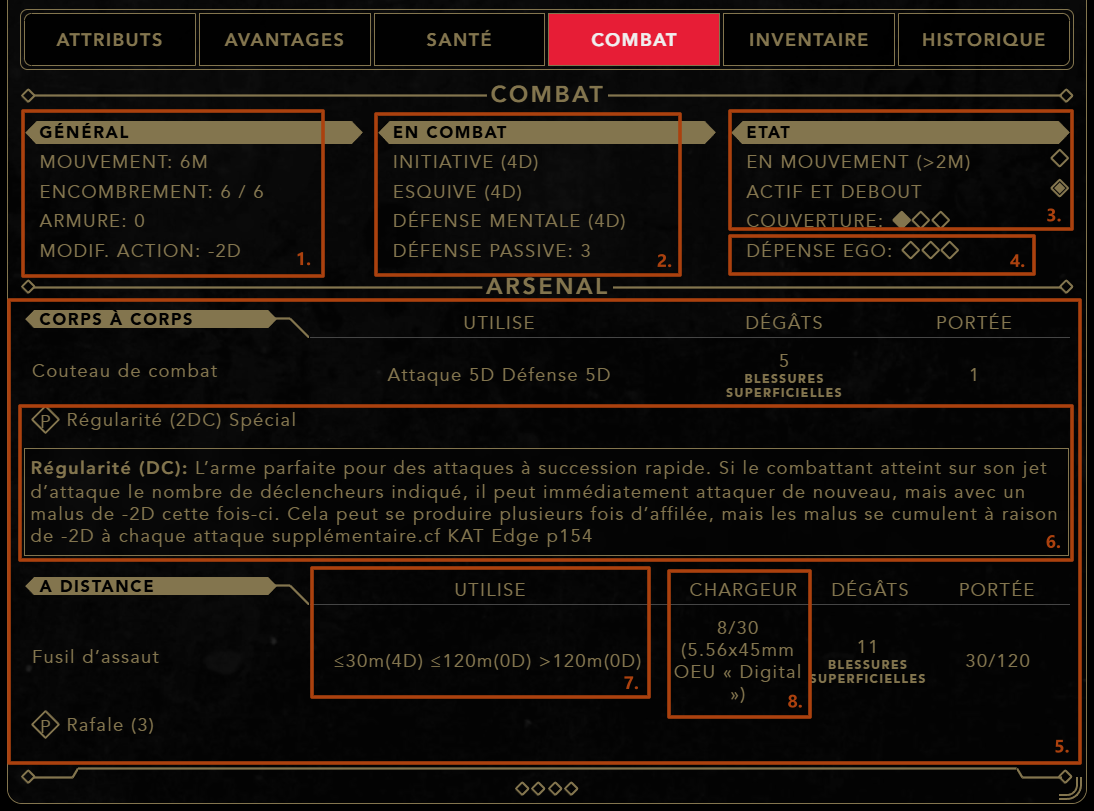 ATTRIBUTS AVANTAGES SANTÉ COMBAT INVENTAIRE HISTORIQUE
COMBAT
GÉNÉRAL
MOUVEMENT: 6M
ENCOMBREMENT: 6 / 6
ARMURE: 0
MODIF. ACTION: -2D
1.
EN COMBAT
INITIATIVE (4D)
ESQUIVE (4D)
DÉFENSE MENTALE (4D)
DÉFENSE PASSIVE: 3
2.
ETAT
EN MOUVEMENT (>2M)
ACTIF ET DEBOUT
COUVERTURE:
3.
DÉPENSE EGO:
4.
ARSENAL
CORPS À CORPS UTILISE DÉGÂTS PORTÉE
Couteau de combat Attaque 5D Défense 5D 5 1
BLESSURES
SUPERFICIELLES
P Régularité (2DC) Spécial
Régularité (DC): L’arme parfaite pour des attaques à succession rapide. Si le combattant atteint sur son jet
d’attaque le nombre de déclencheurs indiqué, il peut immédiatement attaquer de nouveau, mais avec un
malus de -2D cette fois-ci. Cela peut se produire plusieurs fois d’affilée, mais les malus se cumulent à raison
de -2D à chaque attaque supplémentaire.cf KAT Edge p154
6.
A DISTANCE UTILISE CHARGEUR DÉGÂTS PORTÉE
Fusil d’assaut
≤30m(4D) ≤120m(0D) >120m(0D)
7.
8/30
(5.56x45mm
OEU « Digital
»)
8.
11
BLESSURES
SUPERFICIELLES
30/120
P Rafale (3)
5.